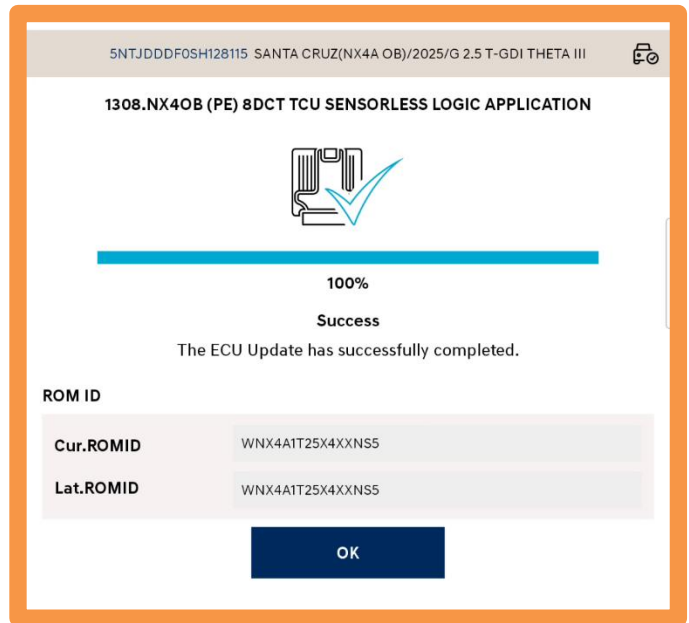 5NTJDDDF0SH128115 SANTA CRUZ(NX4A OB)/2025/G 2.5 T-GDI THETA III
1308.NX4OB (PE) 8DCT TCU SENSORLESS LOGIC APPLICATION
100%
Success
The ECU Update has successfully completed.
ROM ID
Cur.ROMID WNX4A1T25X4XXNS5
Lat.ROMID WNX4A1T25X4XXNS5
OK